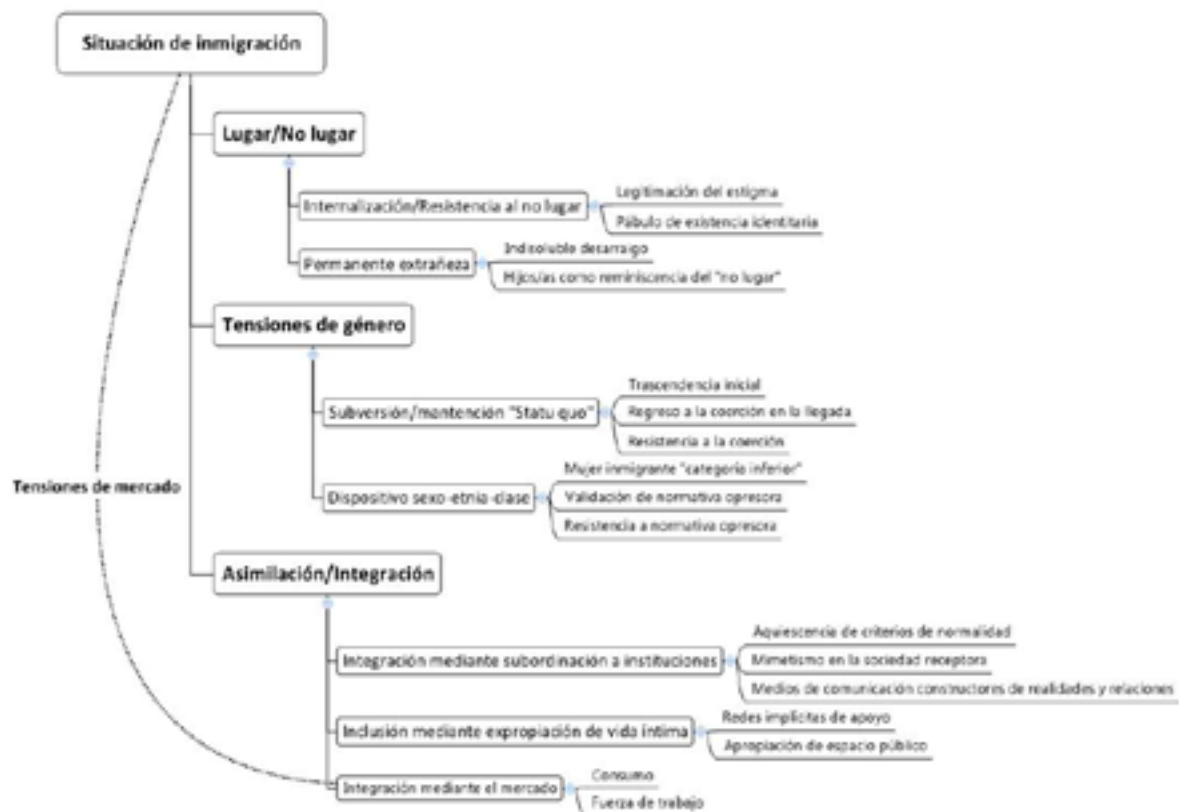 Situación de inmigración
Lugar/No lugar
Internalización/Resistencia al no lugar
Legitimación del estigma
Pábulo de existencia identitaria
Permanente extrañeza
Indisoluble desarraigo
Hijos/as como reminiscencia del "no lugar"
Tensiones de género
Subversión/mantención "Statu quo"
Trascendencia inicial
Regreso a la coerción en la llegada
Resistencia a la coerción
Dispositivo sexo-etnia-clase
Mujer inmigrante "categoría inferior"
Validación de normativa opresora
Resistencia a normativa opresora
Tensiones de mercado
Asimilación/Integración
Integración mediante subordinación a instituciones
Aquiescencia de criterios de normalidad
Mimetismo en la sociedad receptora
Medios de comunicación constructores de realidades y relaciones
Inclusión mediante expropiación de vida íntima
Redes implícitas de apoyo
Apropiación de espacio público
Integración mediante el mercado
Consumo
Fuerza de trabajo